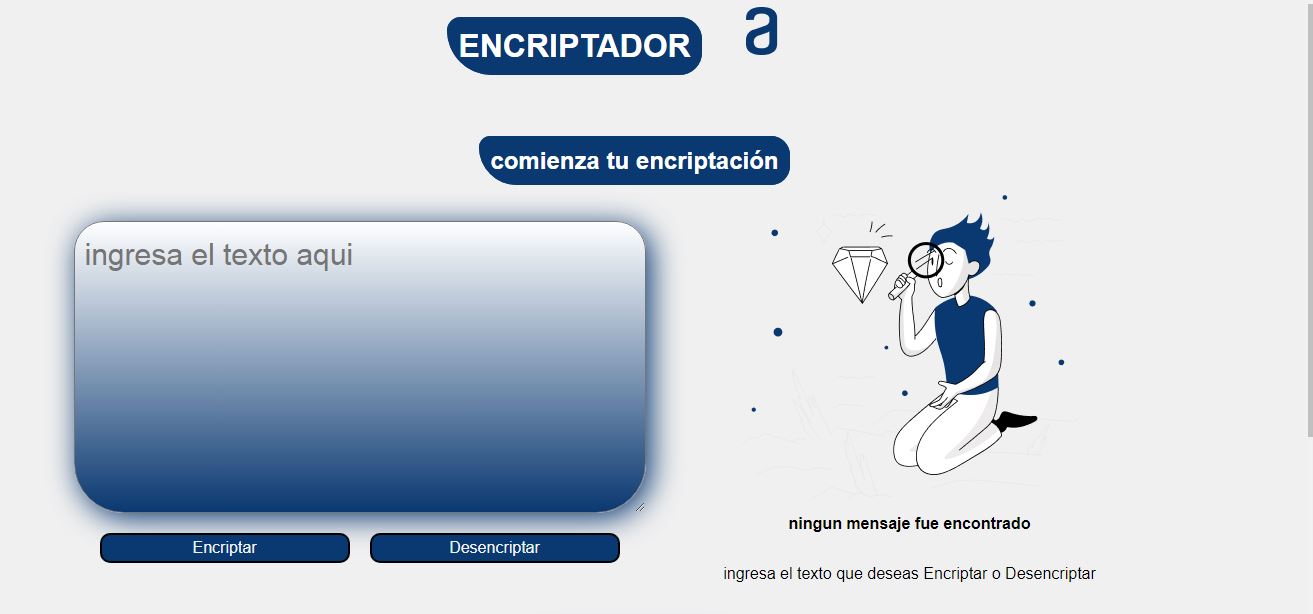 ENCRIPTADOR
a
comienza tu encriptación
ingresa el texto aqui
Encriptar
Desencriptar
ningun mensaje fue encontrado
ingresa el texto que deseas Encriptar o Desencriptar